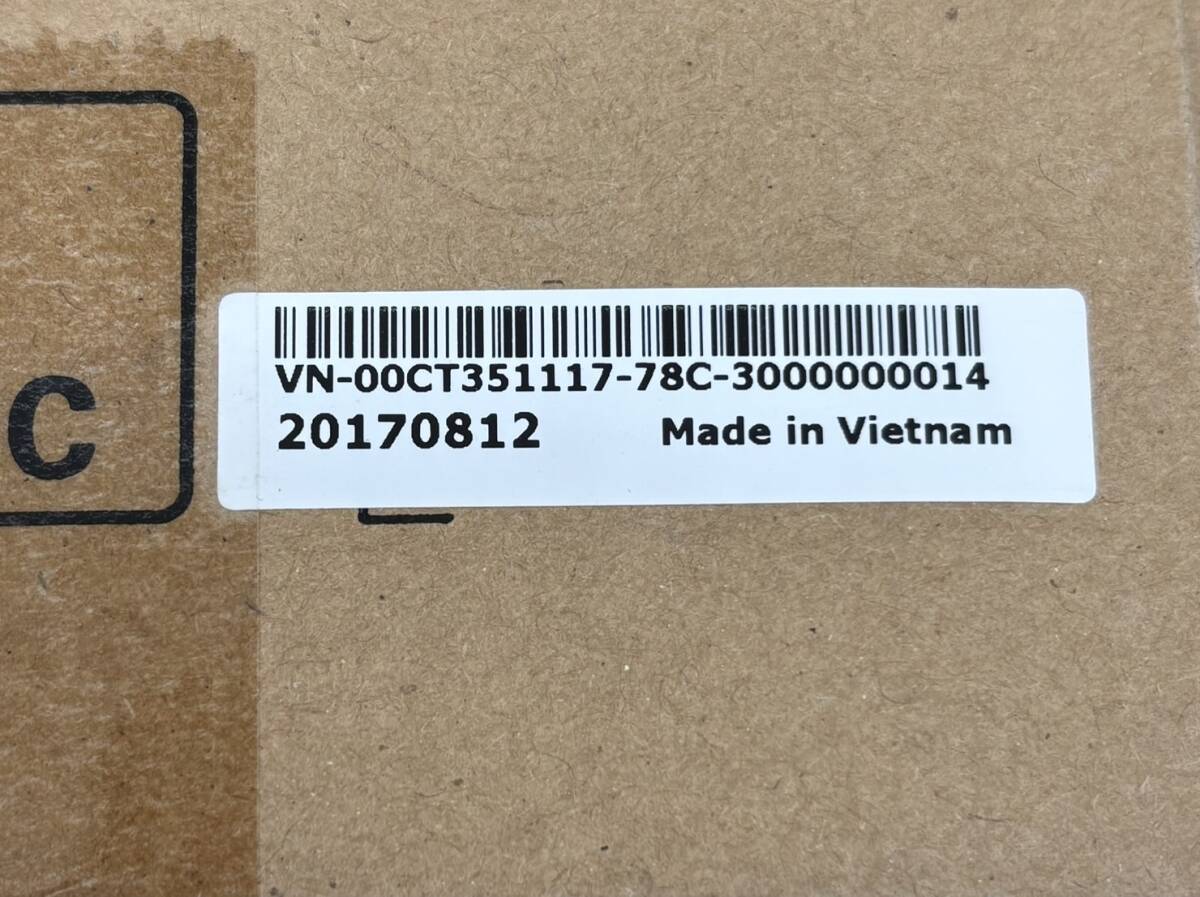 VN-00CT351117-78C-3000000014
20170812 Made in Vietnam
C